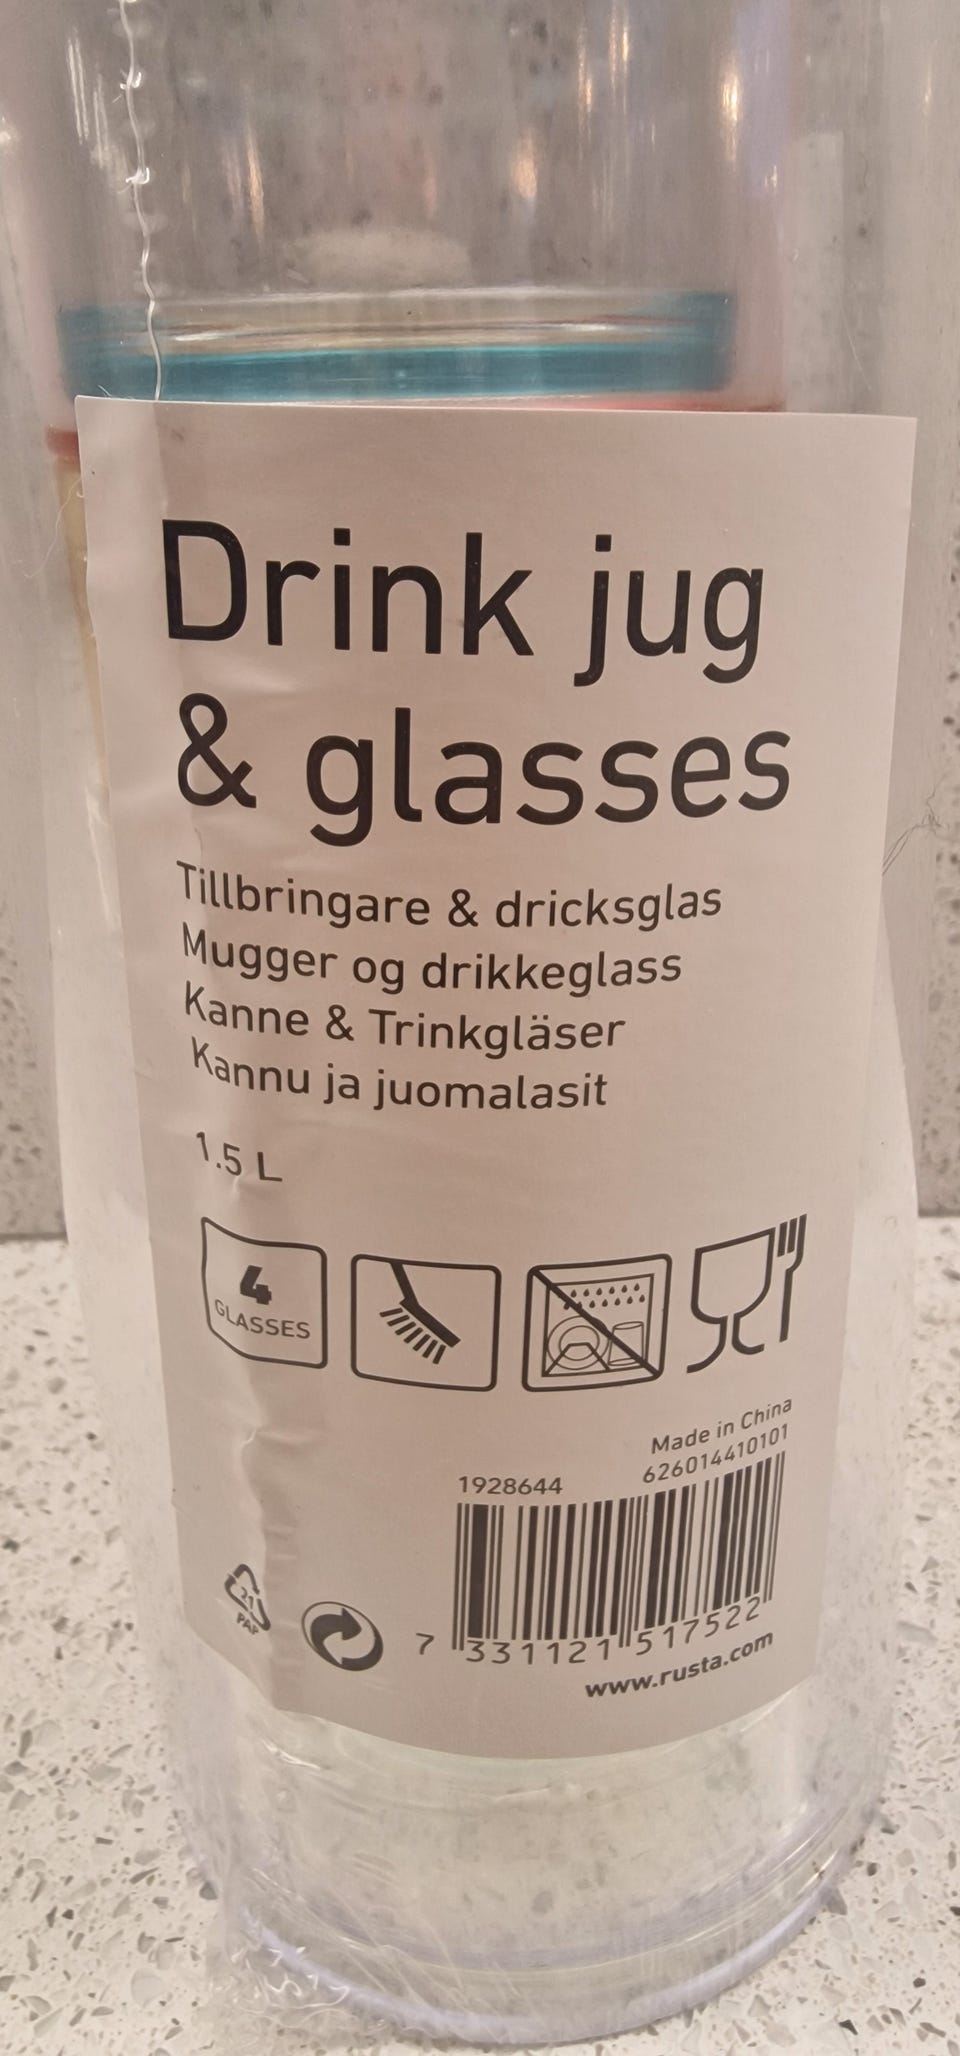 Drink jug
& glasses
Tillbringare & dricksglas
Mugger og drikkeglass
Kanne & Trinkgläser
Kannu ja juomalasit
1.5 L
4
GLASSES
Made in China
1928644 626014410101
21
PAP
7 331121 517522
www.rusta.com